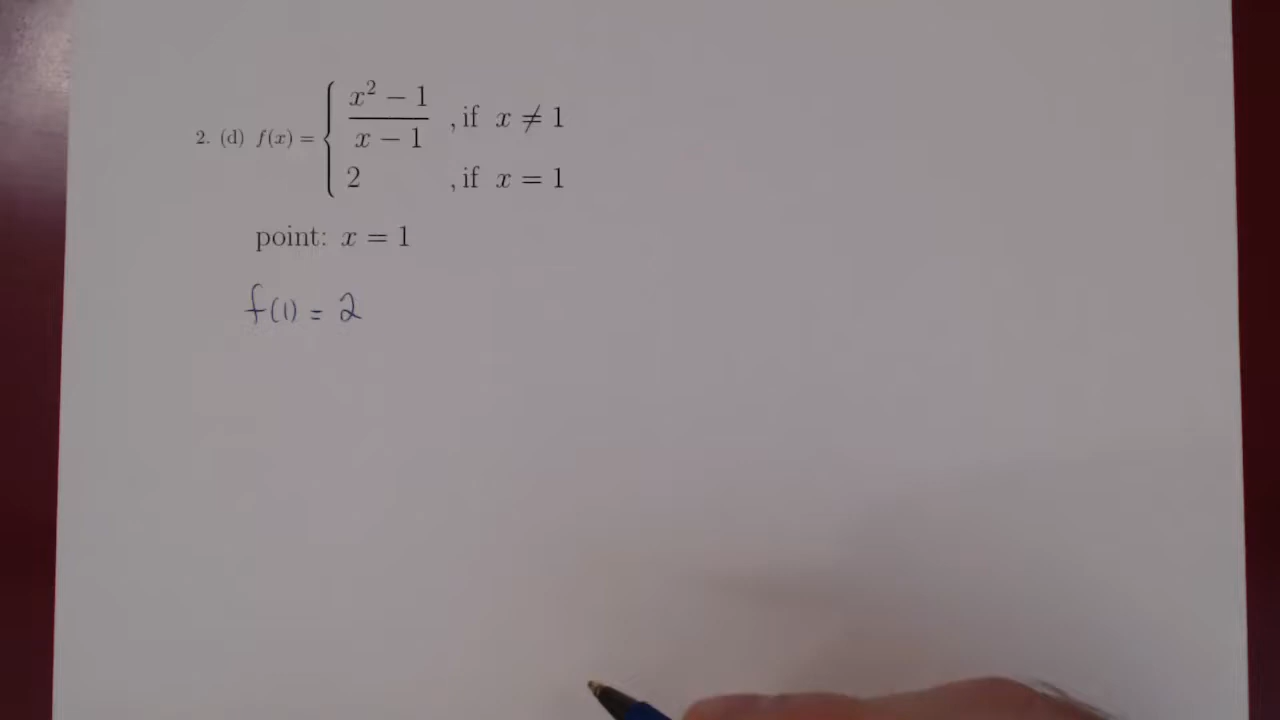 2. (d) f(x) = { x² − 1 / x − 1 , if x ≠ 1
2 , if x = 1
point: x = 1
f(1) = 2